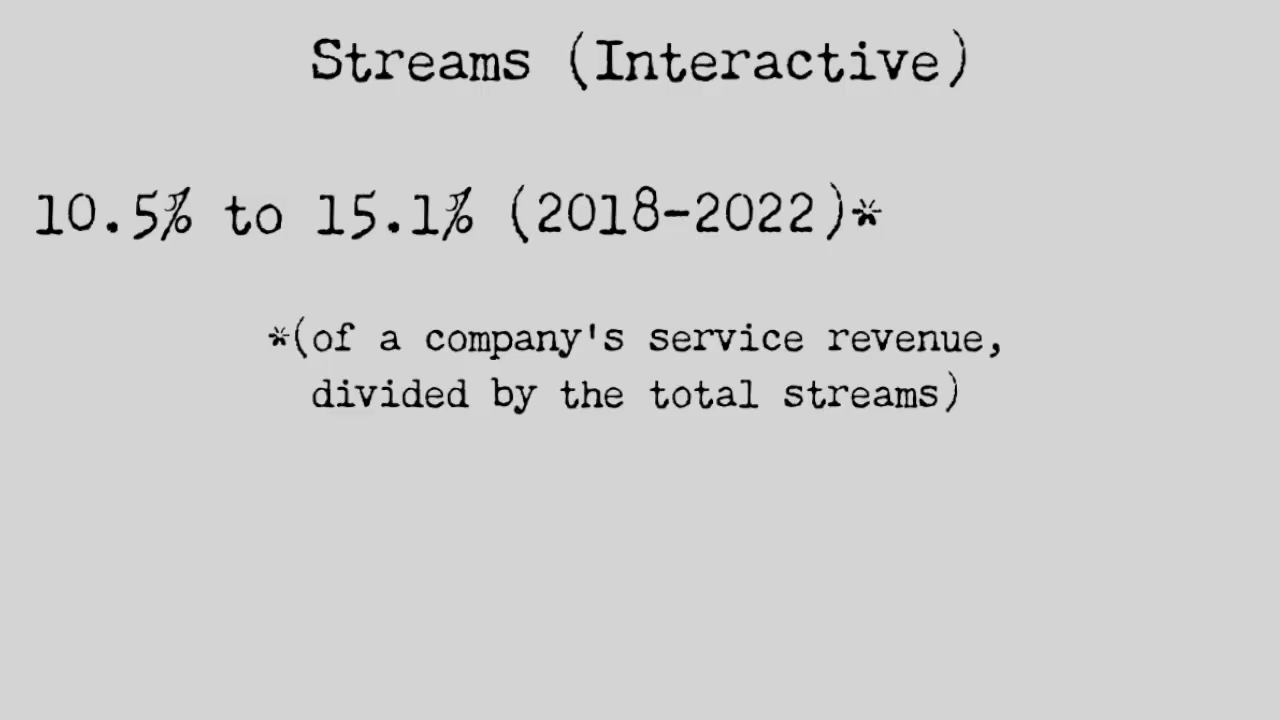 Streams (Interactive)
10.5% to 15.1% (2018-2022)*
*(of a company's service revenue,
divided by the total streams)